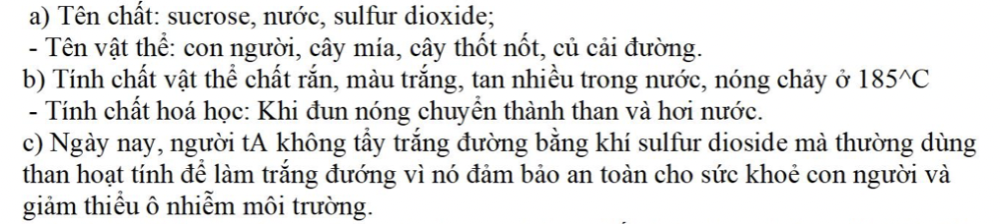 a) Tên chất: sucrose, nước, sulfur dioxide;
- Tên vật thể: con người, cây mía, cây thốt nốt, củ cải đường.
b) Tính chất vật thể chất rắn, màu trắng, tan nhiều trong nước, nóng chảy ở 185^C
- Tính chất hoá học: Khi đun nóng chuyển thành than và hơi nước.
c) Ngày nay, người tA không tẩy trắng đường bằng khí sulfur dioside mà thường dùng
than hoạt tính để làm trắng đướng vì nó đảm bảo an toàn cho sức khoẻ con người và
giảm thiểu ô nhiễm môi trường.